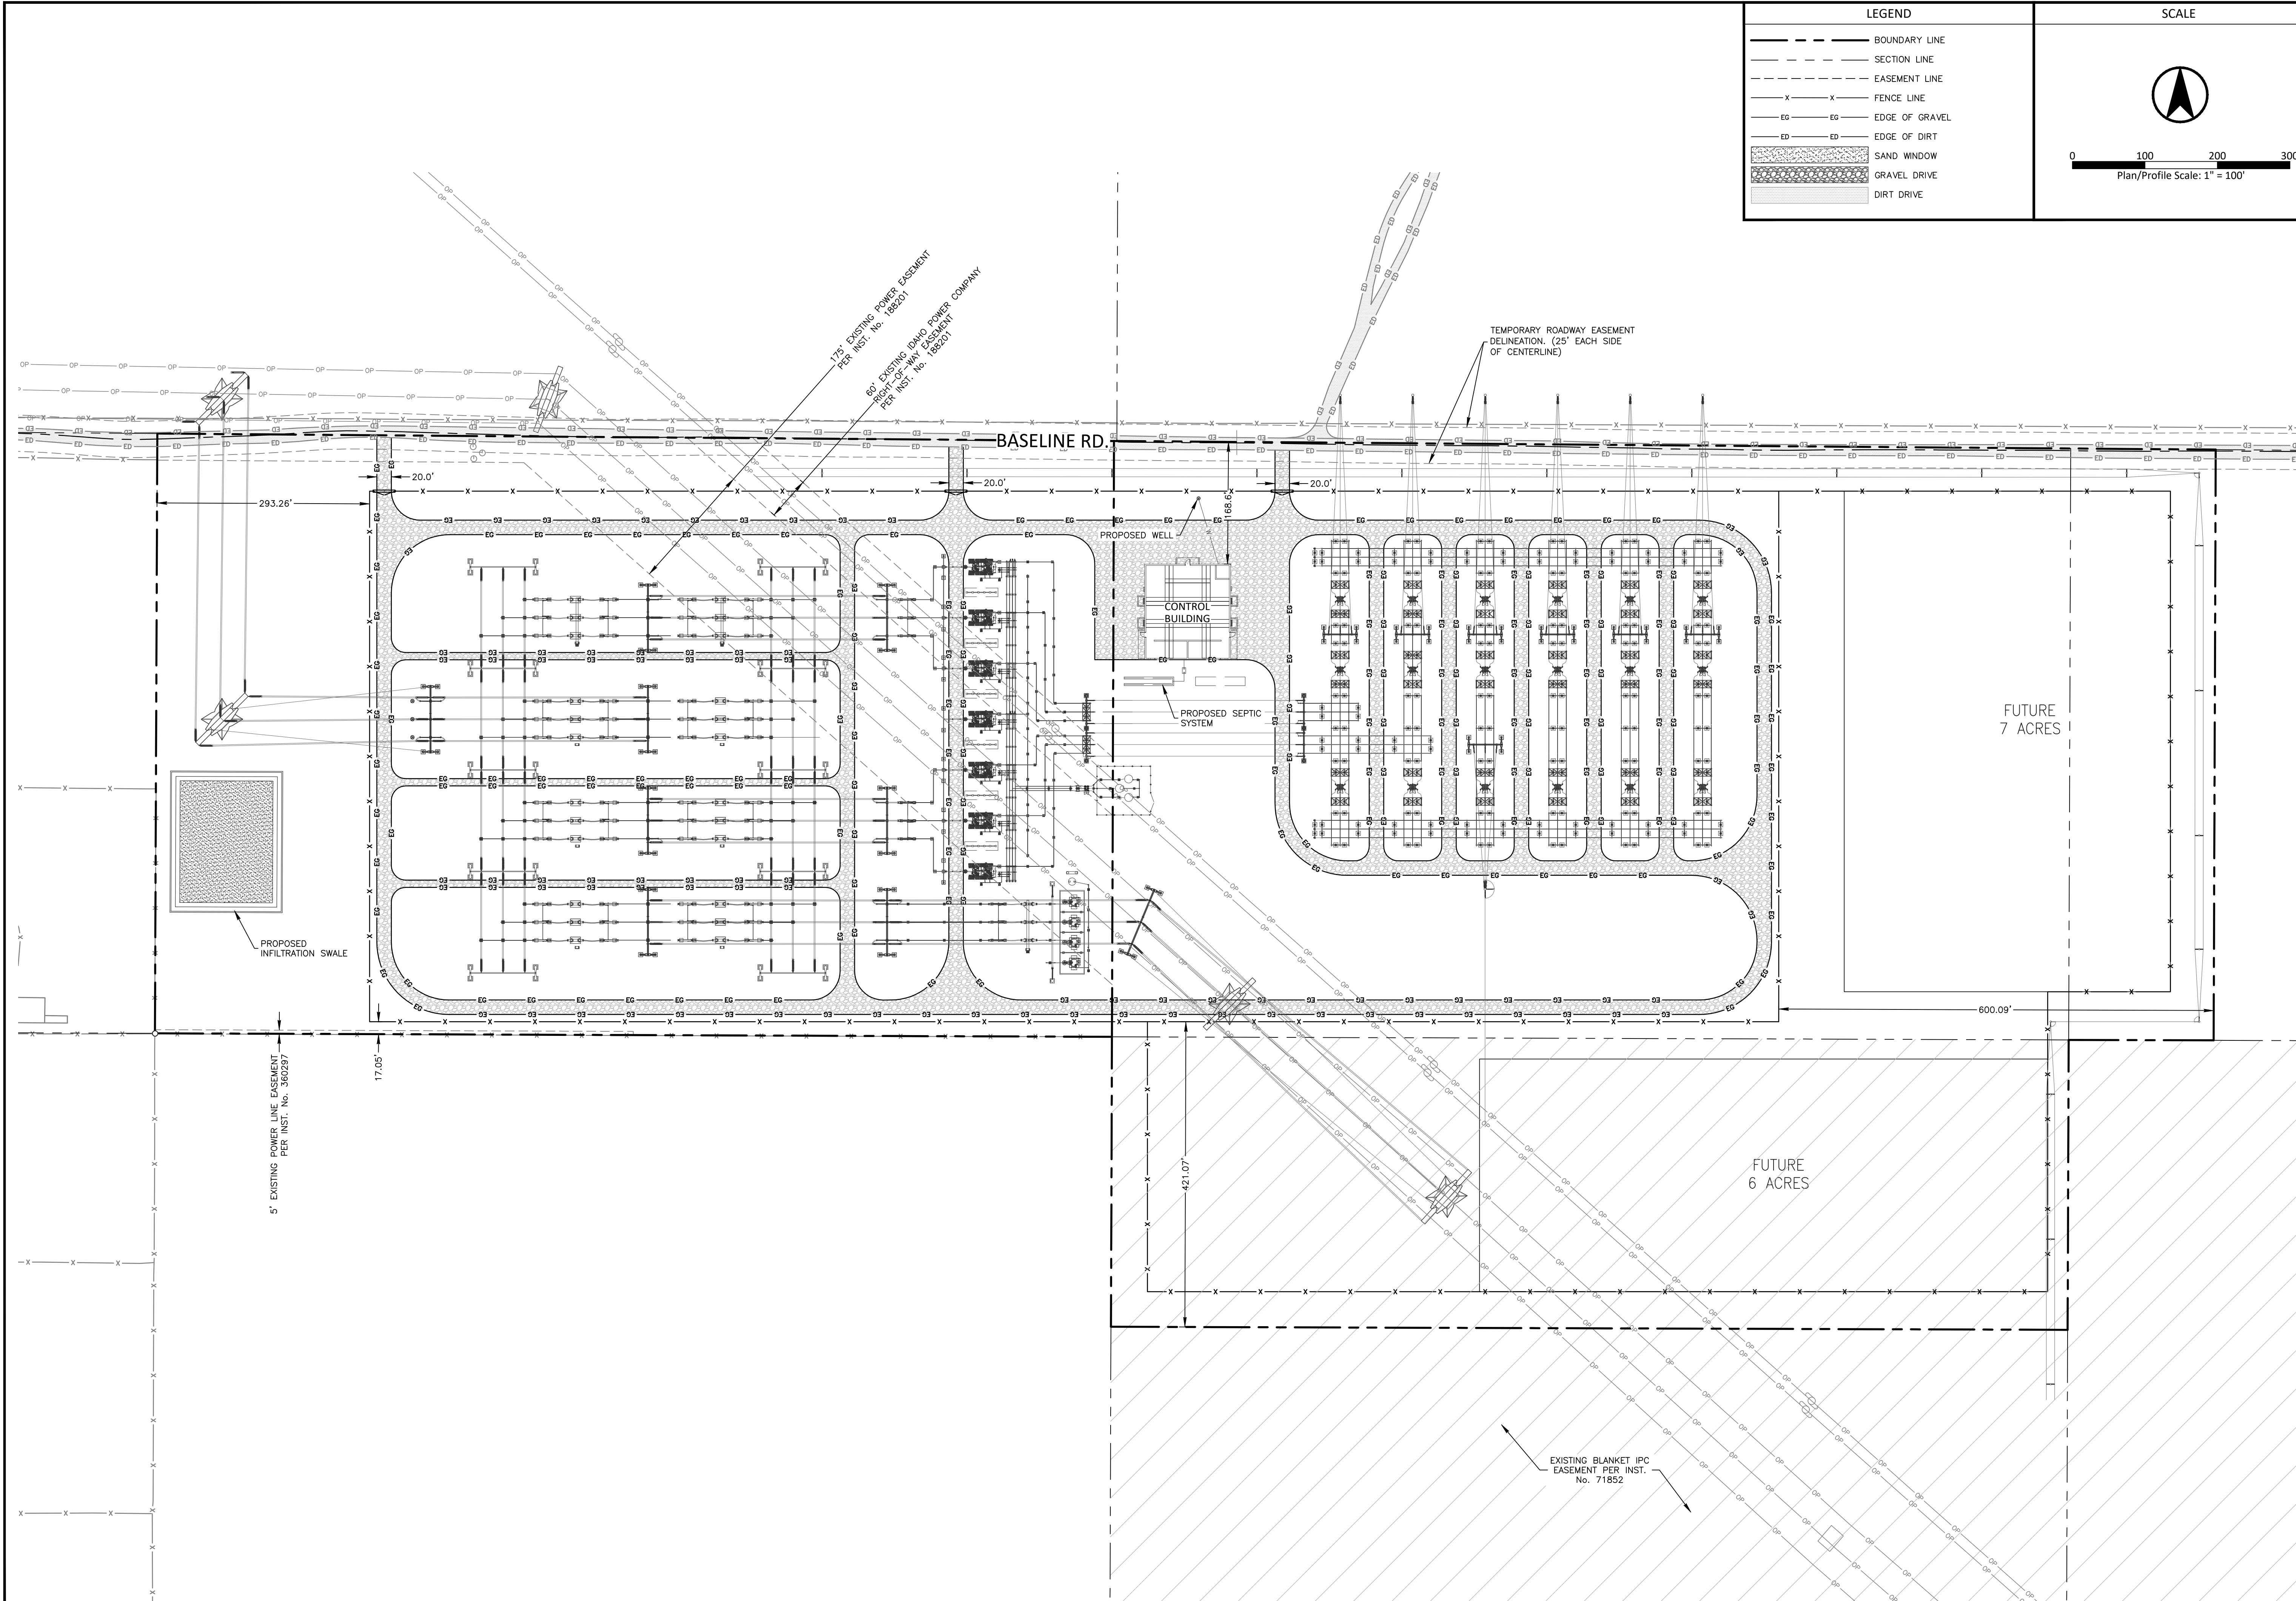 LEGEND
BOUNDARY LINE
SECTION LINE
EASEMENT LINE
X X FENCE LINE
EG EG EDGE OF GRAVEL
ED ED EDGE OF DIRT
SAND WINDOW
GRAVEL DRIVE
DIRT DRIVE
SCALE
0 100 200 300
Plan/Profile Scale: 1" = 100'
175' EXISTING POWER EASEMENT
PER INST. No. 188201
60' EXISTING IDAHO POWER COMPANY
RIGHT-OF-WAY EASEMENT
PER INST. No. 188201
TEMPORARY ROADWAY EASEMENT
DELINEATION. (25' EACH SIDE
OF CENTERLINE)
BASELINE RD.
293.26'
20.0'
20.0'
20.0'
168.6
PROPOSED WELL
CONTROL
BUILDING
PROPOSED SEPTIC
SYSTEM
FUTURE
7 ACRES
PROPOSED
INFILTRATION SWALE
600.09'
5' EXISTING POWER LINE EASEMENT
PER INST. No. 360297
17.05'
421.07'
FUTURE
6 ACRES
EXISTING BLANKET IPC
EASEMENT PER INST.
No. 71852